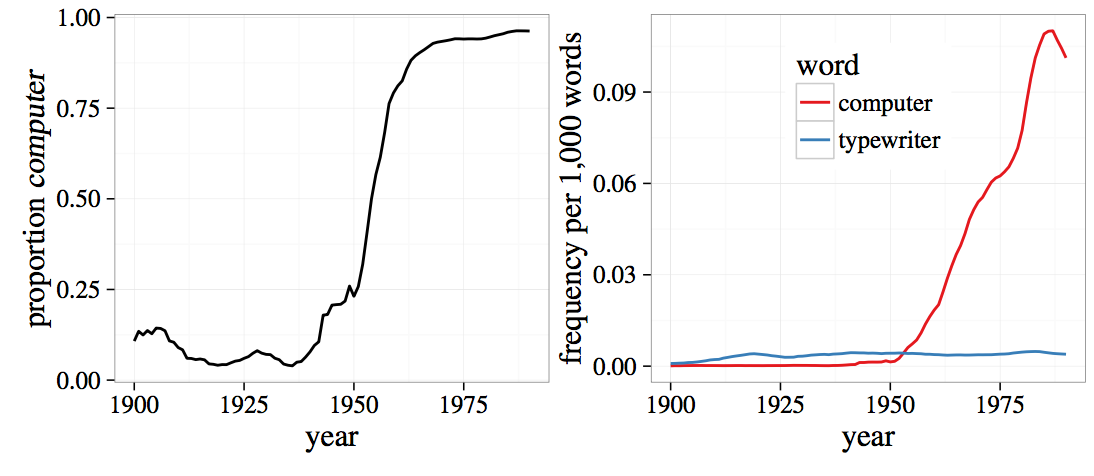 proportion computer
1.00
0.75
0.50
0.25
0.00
1900 1925 1950 1975
year
frequency per 1,000 words
0.09
0.06
0.03
0.00
word
computer
typewriter
1900 1925 1950 1975
year